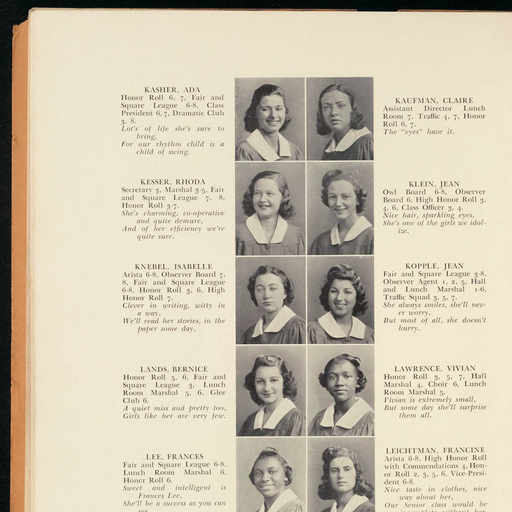 KASHER, ADA
Honor Roll 6, 7, Fair and
Square League 6-8, Class
President 6, 7, Dramatic Club
3, 8.
Lot's of life she's sure to
bring,
For our rhythm child is a
child of swing.
KESSER, RHODA
Secretary 3, Marshal 3-5, Fair
and Square League 7, 8,
Honor Roll 3-7.
She's charming, co-operative
and quite demure,
And of her efficiency we're
quite sure.
KNEBEL, ISABELLE
Arista 6-8, Observer Board 7,
8, Fair and Square League
6-8, Honor Roll 3, 6, High
Honor Roll 7.
Clever in writing, witty in
a way,
We'll read her stories, in the
paper some day.
LANDS, BERNICE
Honor Roll 5, 6, Fair and
Square League 3, Lunch
Room Marshal 5, 6, Glee
Club 6.
A quiet miss and pretty too,
Girls like her are very few.
LEE, FRANCES
Fair and Square League 6-8,
Lunch Room Marshal 6,
Honor Roll 6.
Sweet and intelligent is
Frances Lee,
She'll be a success as you can
KAUFMAN, CLAIRE
Assistant Director Lunch
Room 7, Traffic 4, 7, Honor
Roll 6, 7.
The "eyes" have it.
KLEIN, JEAN
Owl Board 6-8, Observer
Board 6, High Honor Roll 3,
4, 6, Class Officer 3, 4.
Nice hair, sparkling eyes,
She's one of the girls we idol-
ize.
KOPPLE, JEAN
Fair and Square League 3-8,
Observer Agent 1, 2, 5, Hall
and Lunch Marshal 1-6,
Traffic Squad 3, 5, 7.
She always smiles, she'll nev-
er worry,
But most of all, she doesn't
hurry.
LAWRENCE, VIVIAN
Honor Roll 3, 5, 7, Hall
Marshal 4, Choir 6, Lunch
Room Marshal 5.
Vivian is extremely small,
But some day she'll surprise
them all.
LEICHTMAN, FRANCINE
Arista 6-8, High Honor Roll
with Commendations 4, Hon-
or Roll 2, 3, 5, 6, Vice-Presi-
dent 6-8.
Nice taste in clothes, nice
way about her,
Our Senior class would be